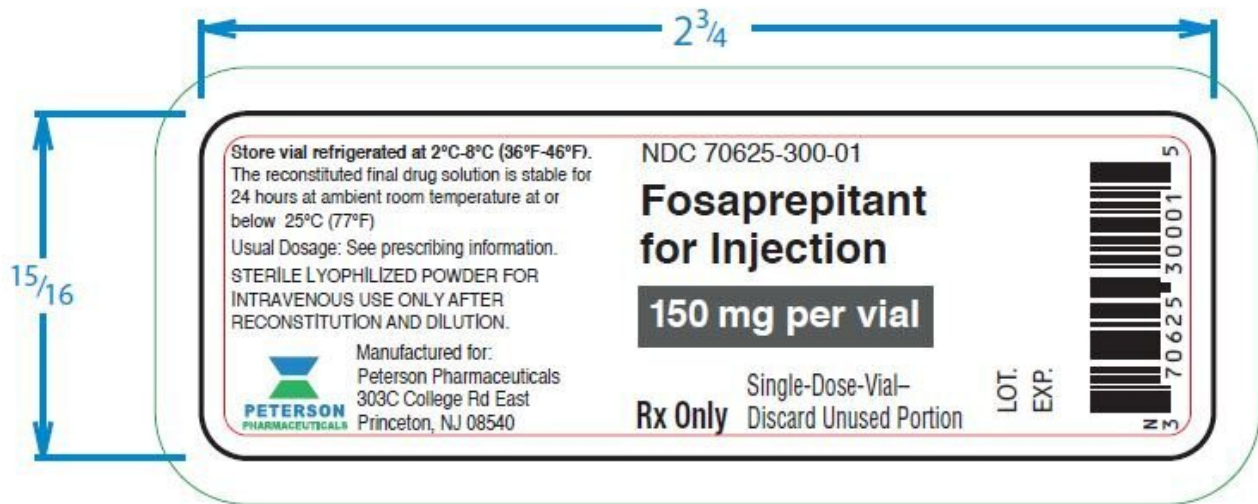 2 3/4
15/16
Store vial refrigerated at 2°C-8°C (36°F-46°F).
The reconstituted final drug solution is stable for
24 hours at ambient room temperature at or
below 25°C (77°F)
Usual Dosage: See prescribing information.
STERILE LYOPHILIZED POWDER FOR
INTRAVENOUS USE ONLY AFTER
RECONSTITUTION AND DILUTION.
PETERSON
PHARMACEUTICALS
Manufactured for:
Peterson Pharmaceuticals
303C College Rd East
Princeton, NJ 08540
NDC 70625-300-01
Fosaprepitant
for Injection
150 mg per vial
Rx Only
Single-Dose-Vial–
Discard Unused Portion
LOT.
EXP.
N
3 70625 30001 5